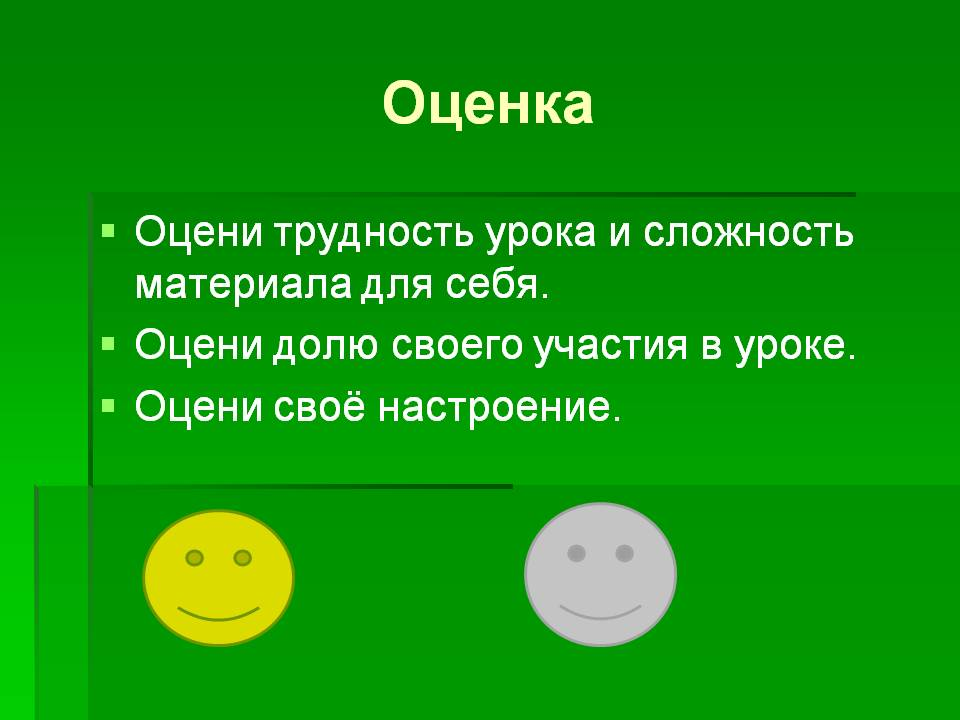 Оценка
Оцени трудность урока и сложность
материала для себя.
Оцени долю своего участия в уроке.
Оцени своё настроение.